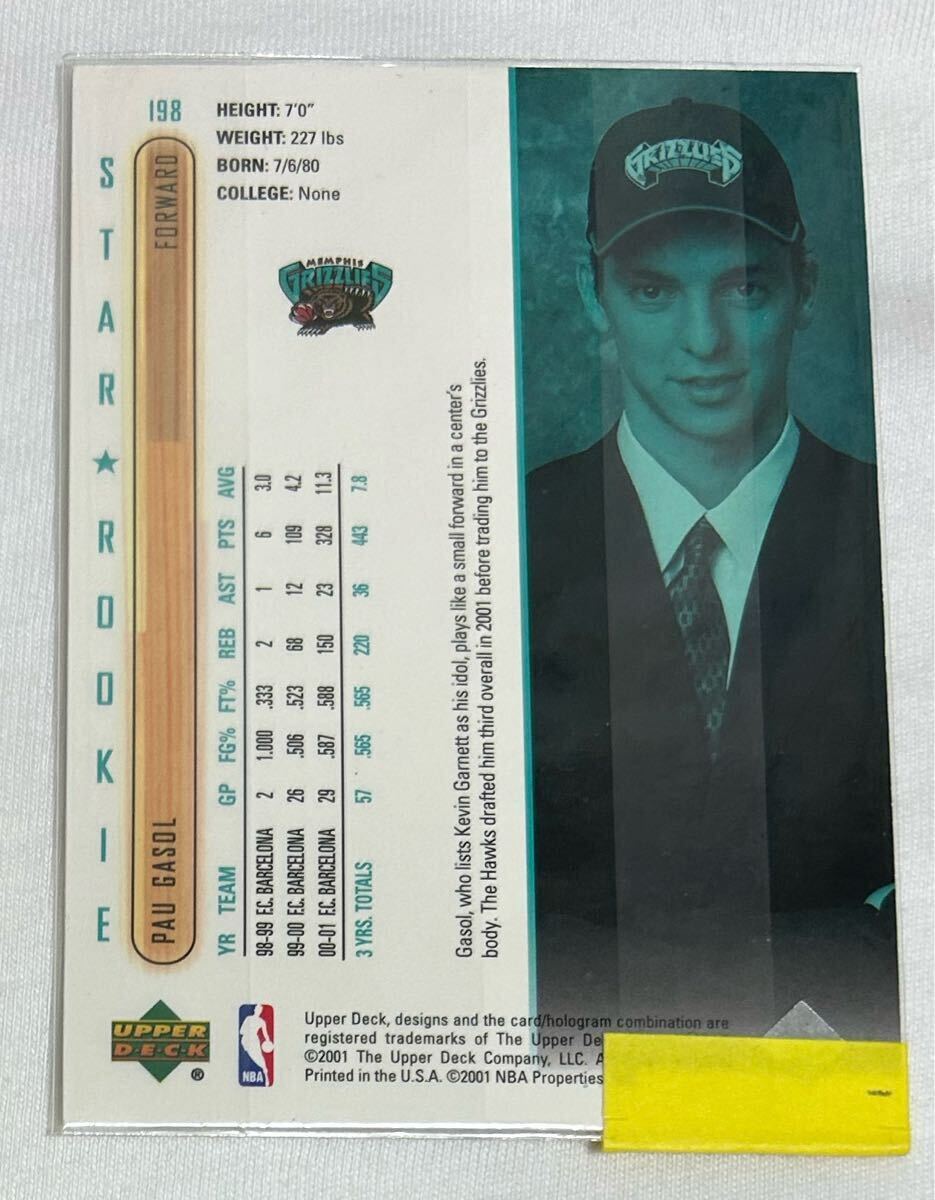 198
HEIGHT: 7'0"
WEIGHT: 227 lbs
BORN: 7/6/80
COLLEGE: None
STAR★ROOKIE
PAU GASOL FORWARD
GRIZZLIES
MEMPHIS
GRIZZLIES
YR TEAM GP FG% FT% REB AST PTS AVG
98-99 F.C. BARCELONA 2 1.000 .333 2 1 6 3.0
99-00 F.C. BARCELONA 26 .506 .523 68 12 109 4.2
00-01 F.C. BARCELONA 29 .587 .588 150 23 328 11.3
3 YRS. TOTALS 57 .565 .565 220 36 443 7.8
Gasol, who lists Kevin Garnett as his idol, plays like a small forward in a center's
body. The Hawks drafted him third overall in 2001 before trading him to the Grizzlies.
UPPER
D·E·C·K
®
NBA
Upper Deck, designs and the card/hologram combination are
registered trademarks of The Upper De
©2001 The Upper Deck Company, LLC. A
Printed in the U.S.A. ©2001 NBA Properties